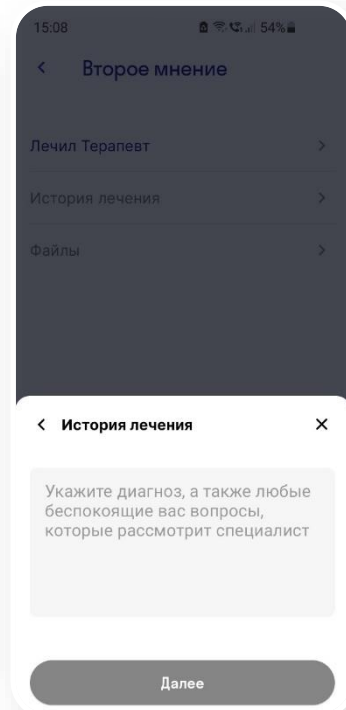 15:08 54%
Второе мнение
Лечил Терапевт
История лечения
Файлы
История лечения
Укажите диагноз, а также любые
беспокоящие вас вопросы,
которые рассмотрит специалист
Далее